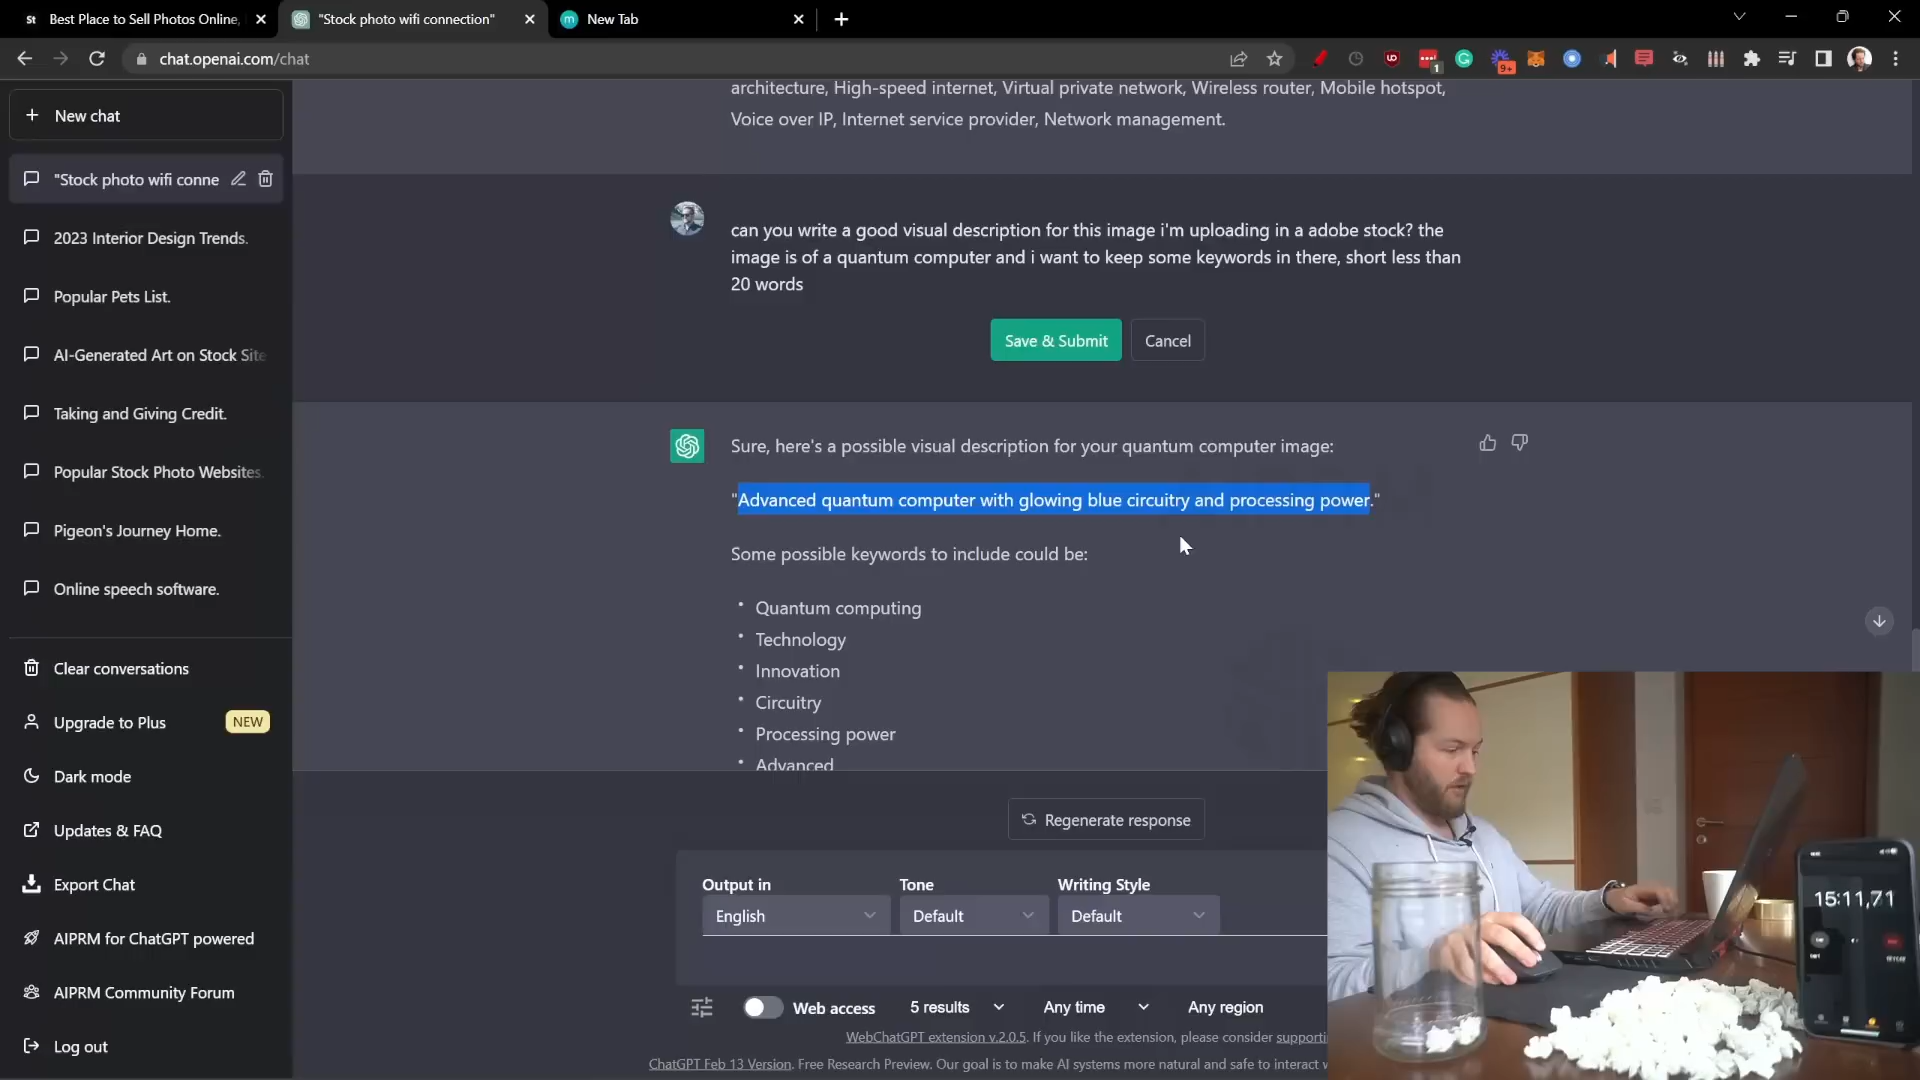 St Best Place to Sell Photos Online,
"Stock photo wifi connection"
m New Tab
chat.openai.com/chat
1
9+
New chat
"Stock photo wifi conne
2023 Interior Design Trends.
Popular Pets List.
AI-Generated Art on Stock Site
Taking and Giving Credit.
Popular Stock Photo Websites.
Pigeon's Journey Home.
Online speech software.
Clear conversations
Upgrade to Plus NEW
Dark mode
Updates & FAQ
Export Chat
AIPRM for ChatGPT powered
AIPRM Community Forum
Log out
architecture, High-speed internet, Virtual private network, Wireless router, Mobile hotspot,
Voice over IP, Internet service provider, Network management.
can you write a good visual description for this image i'm uploading in a adobe stock? the
image is of a quantum computer and i want to keep some keywords in there, short less than
20 words
Save & Submit Cancel
Sure, here's a possible visual description for your quantum computer image:
"Advanced quantum computer with glowing blue circuitry and processing power."
Some possible keywords to include could be:
• Quantum computing
• Technology
• Innovation
• Circuitry
• Processing power
• Advanced
Regenerate response
Output in Tone Writing Style
English Default Default
Web access 5 results Any time Any region
WebChatGPT extension v.2.0.5. If you like the extension, please consider supporti
ChatGPT Feb 13 Version. Free Research Preview. Our goal is to make AI systems more natural and safe to interact
15:11,71